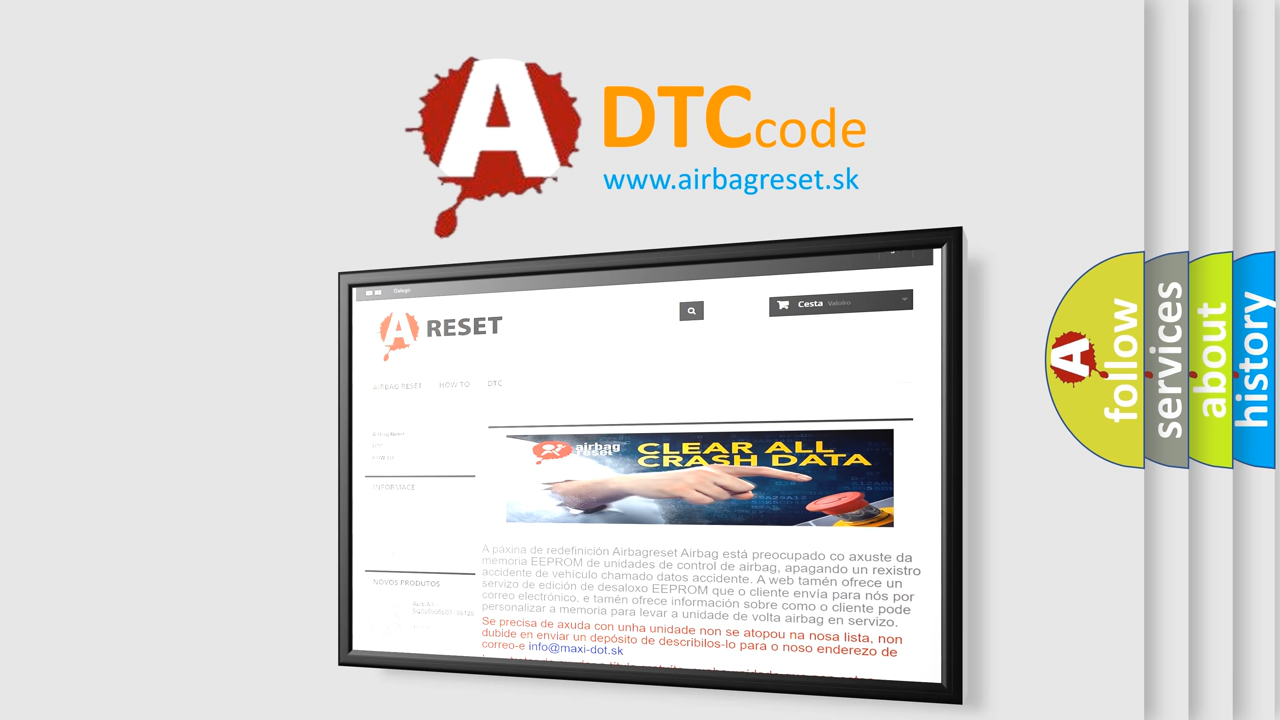 A DTC code
www.airbagreset.sk
Galego
A RESET
Cesta Valeiro
AIRBAG RESET HOW TO DTC
INFORMACE
NOVOS PRODUTOS
airbag
reset
CLEAR ALL
CRASH DATA
A páxina de redefinición Airbagreset Airbag está preocupado co axuste da
memoria EEPROM de unidades de control de airbag, apagando un rexistro
accidente de vehículo chamado datos accidente. A web tamén ofrece un
servizo de edición de desaloxo EEPROM que o cliente envía para nós por
correo electrónico, e tamén ofrece información sobre como o cliente pode
personalizar a memoria para levar a unidade de volta airbag en servizo.
Se precisa de axuda con unha unidade non se atopou na nosa lista, non
dubide en enviar un depósito de describilos-lo para o noso enderezo de
correo-e info@maxi-dot.sk
A follow
services
about
history